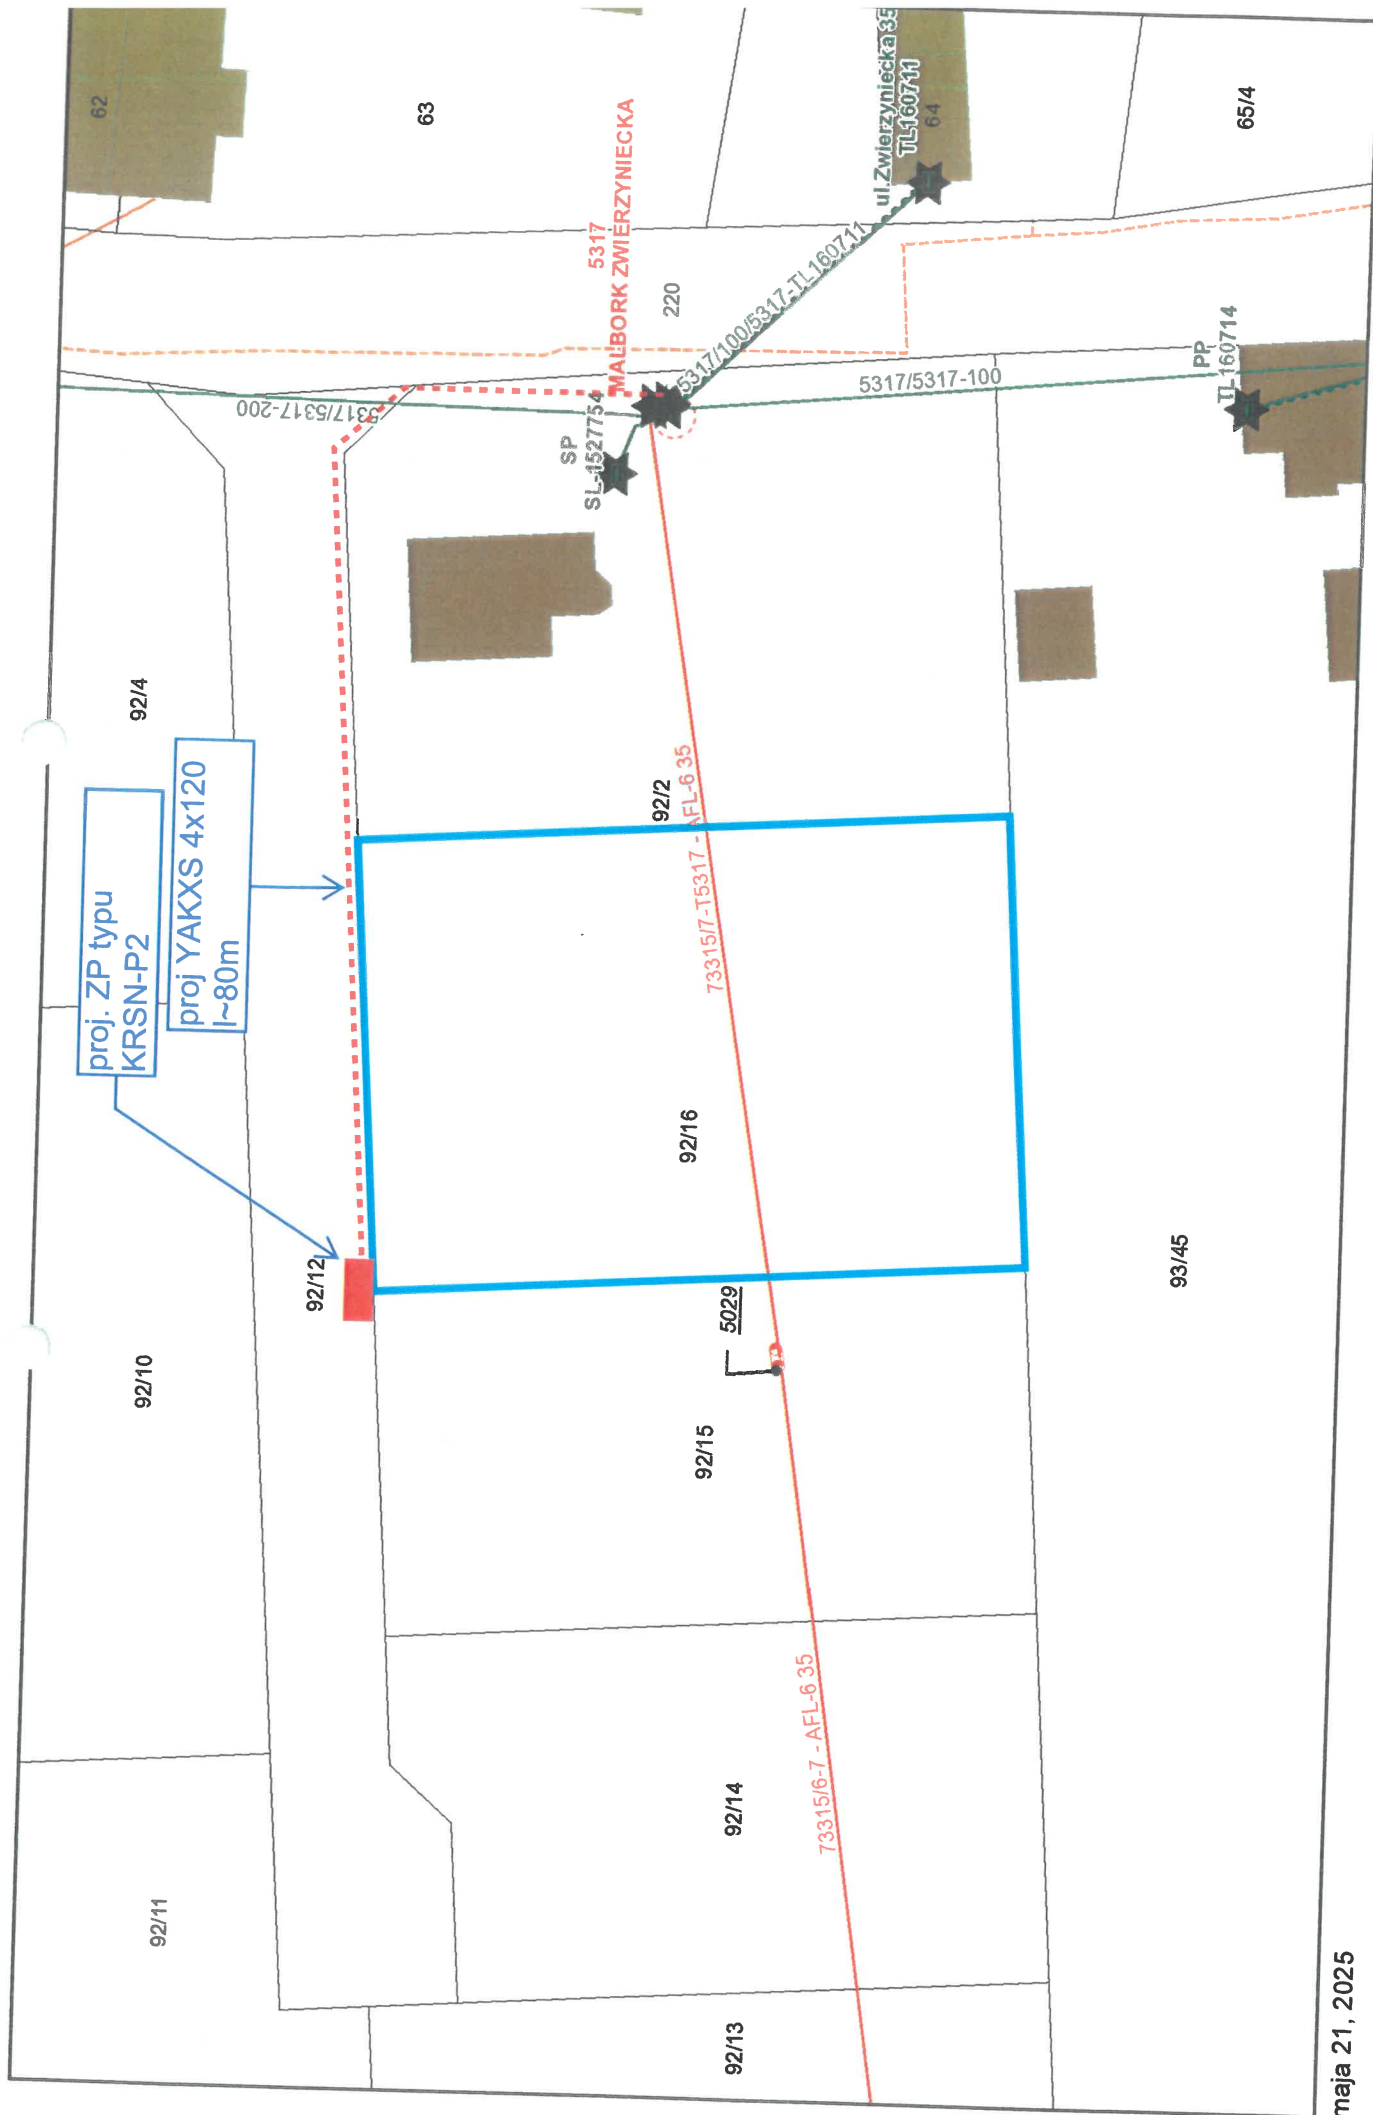 62
63
ul.Zwierzyniecka 35
TL160711
64
65/4
5317
MALBORK ZWIERZYNIECKA
220
5317/100/5317-TL160711
5317/5317-200
5317/5317-100
PP
TL160714
SP
SL-1527754
92/4
proj. ZP typu
KRSN-P2
proj YAKXS 4x120
l~80m
92/2
73315/7-T5317 - AFL-6 35
92/16
92/12
5029
93/45
92/10
92/15
73315/6-7 - AFL-6 35
92/14
92/11
92/13
maja 21, 2025